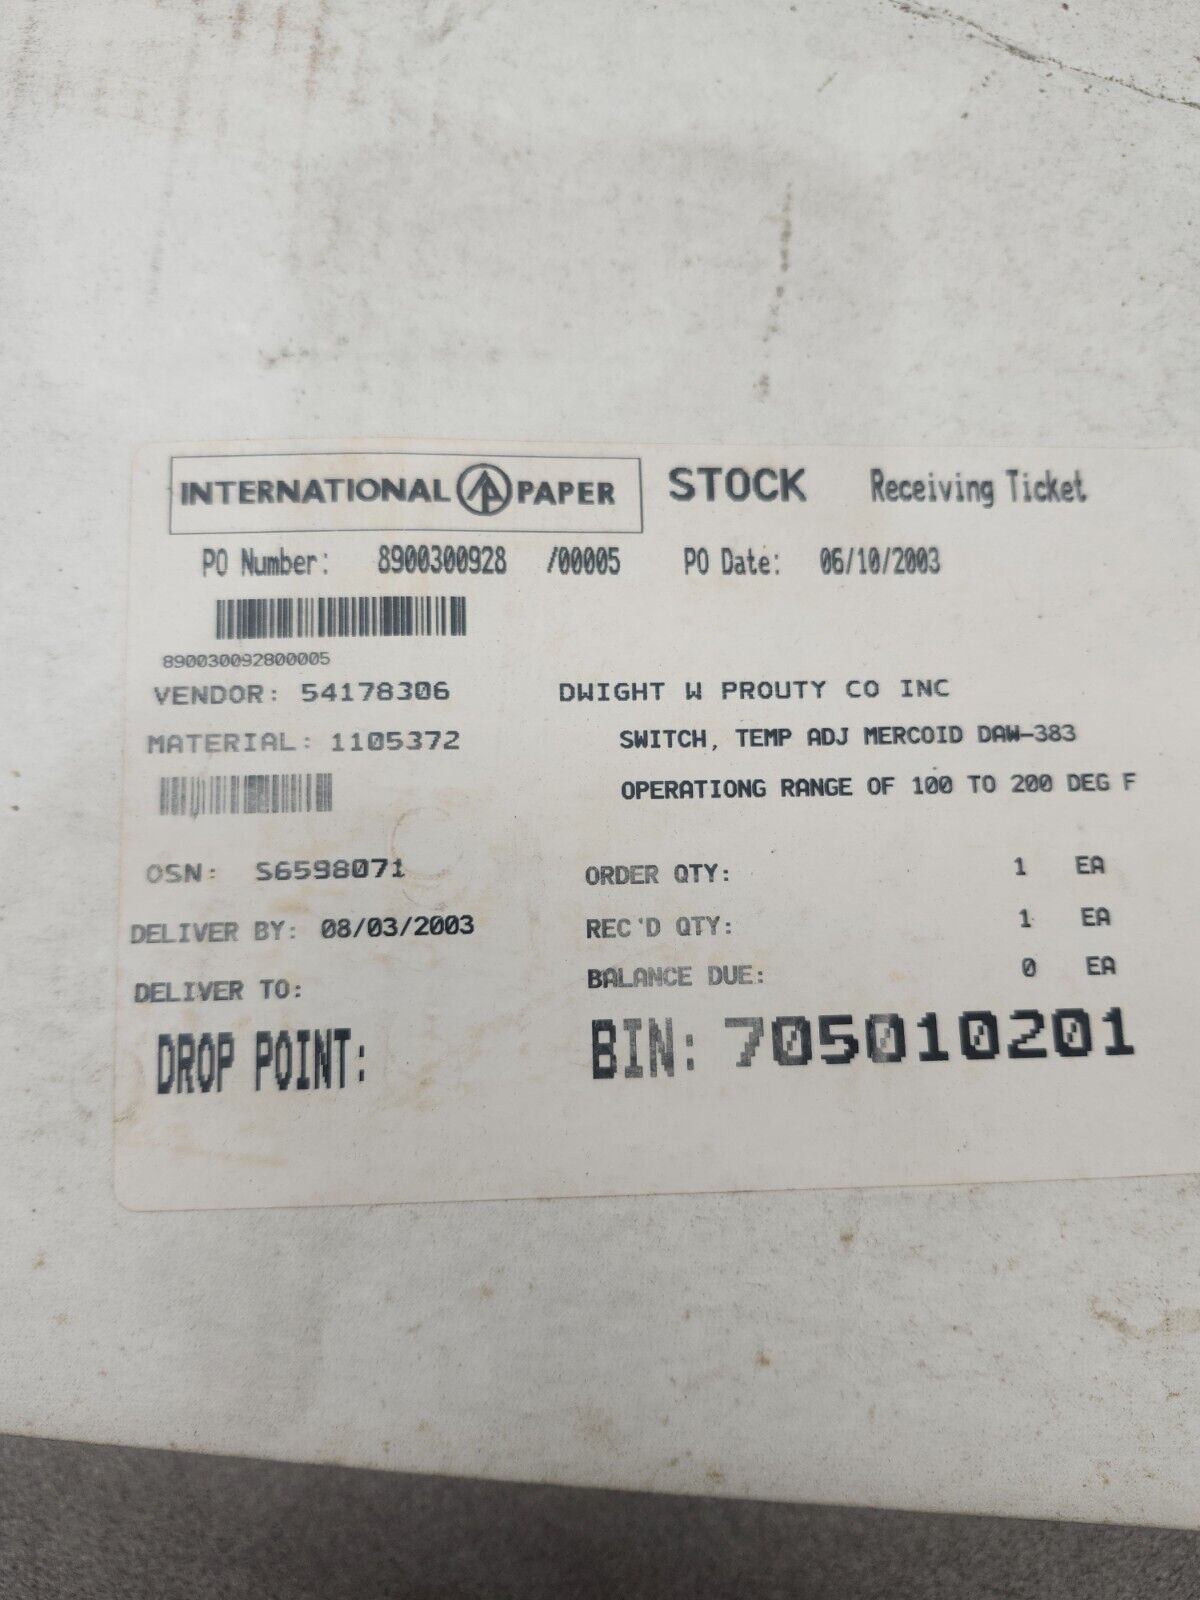 INTERNATIONAL PAPER STOCK Receiving Ticket
PO Number: 8900300928 /00005 PO Date: 06/10/2003
890030092800005
VENDOR: 54178306 DWIGHT W PROUTY CO INC
MATERIAL: 1105372 SWITCH, TEMP ADJ MERCOID DAW-383
OPERATIONG RANGE OF 100 TO 200 DEG F
OSN: S6598071 ORDER QTY: 1 EA
DELIVER BY: 08/03/2003 REC'D QTY: 1 EA
DELIVER TO: BALANCE DUE: 0 EA
DROP POINT: BIN: 705010201